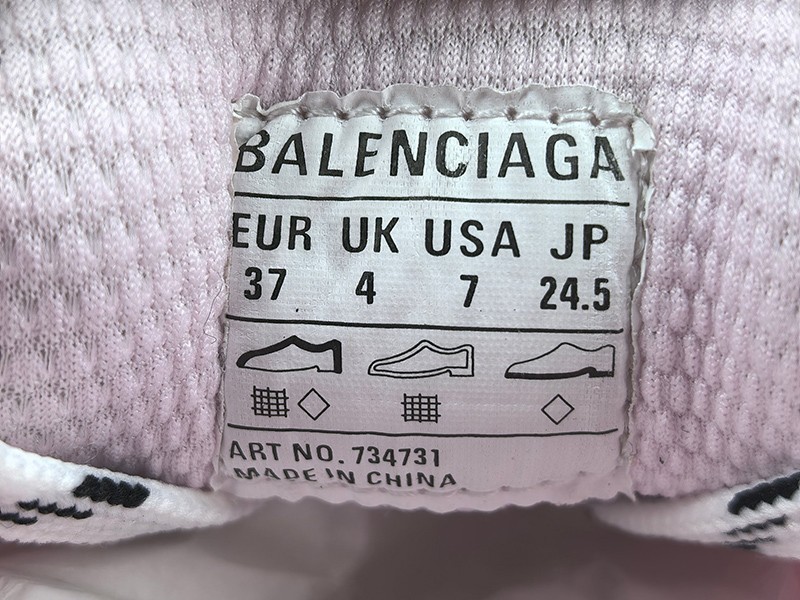 BALENCIAGA
EUR UK USA JP
37 4 7 24.5
ART NO. 734731
MADE IN CHINA